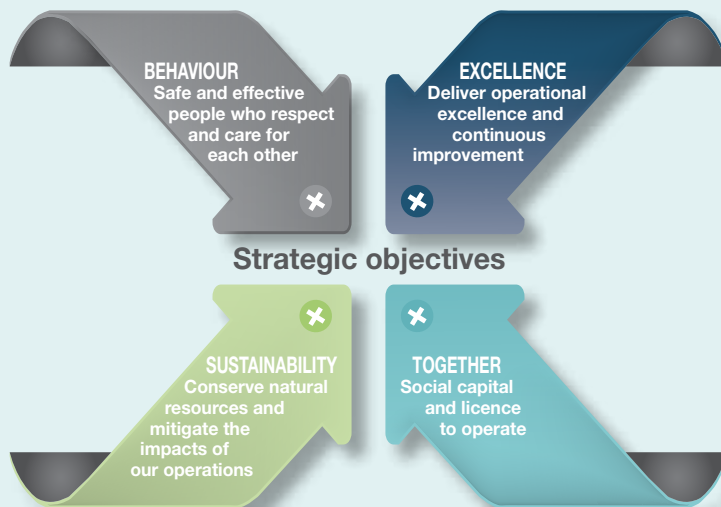 BEHAVIOUR
Safe and effective
people who respect
and care for
each other
EXCELLENCE
Deliver operational
excellence and
continuous
improvement
Strategic objectives
SUSTAINABILITY
Conserve natural
resources and
mitigate the
impacts of
our operations
TOGETHER
Social capital
and licence
to operate